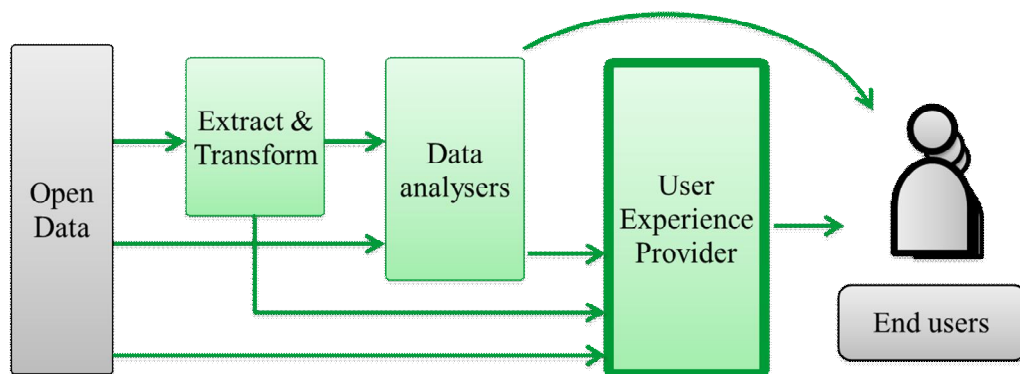 Open
Data
Extract &
Transform
Data
analysers
User
Experience
Provider
End users